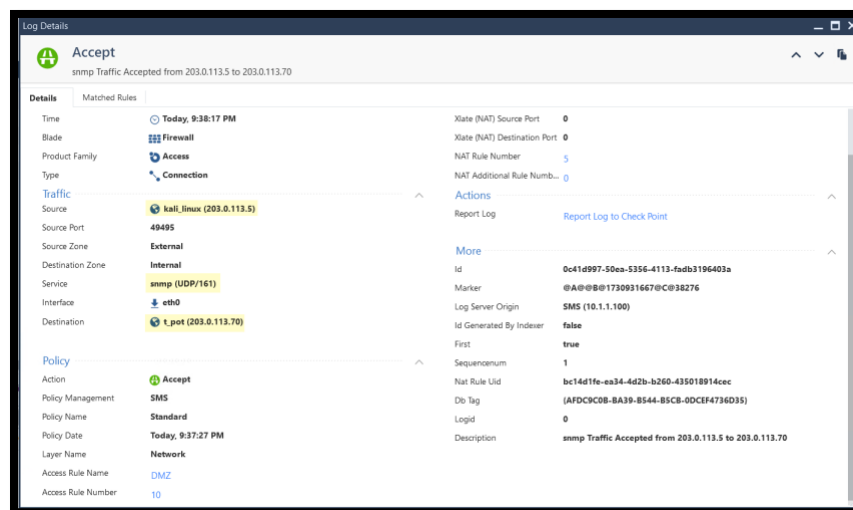 Log Details
Accept
snmp Traffic Accepted from 203.0.113.5 to 203.0.113.70
Details
Matched Rules
Time Today, 9:38:17 PM
Blade Firewall
Product Family Access
Type Connection
Traffic
Source kali_linux (203.0.113.5)
Source Port 49495
Source Zone External
Destination Zone Internal
Service snmp (UDP/161)
Interface eth0
Destination t_pot (203.0.113.70)
Policy
Action Accept
Policy Management SMS
Policy Name Standard
Policy Date Today, 9:37:27 PM
Layer Name Network
Access Rule Name DMZ
Access Rule Number 10
Xlate (NAT) Source Port 0
Xlate (NAT) Destination Port 0
NAT Rule Number 5
NAT Additional Rule Numb... 0
Actions
Report Log Report Log to Check Point
More
Id 0c41d997-50ea-5356-4113-fadb3196403a
Marker @A@@B@1730931667@C@38276
Log Server Origin SMS (10.1.1.100)
Id Generated By Indexer false
First true
Sequencenum 1
Nat Rule Uid bc14d1fe-ea34-4d2b-b260-435018914cec
Db Tag {AFDC9C0B-BA39-B544-B5CB-0DCEF4736D35}
Logid 0
Description snmp Traffic Accepted from 203.0.113.5 to 203.0.113.70